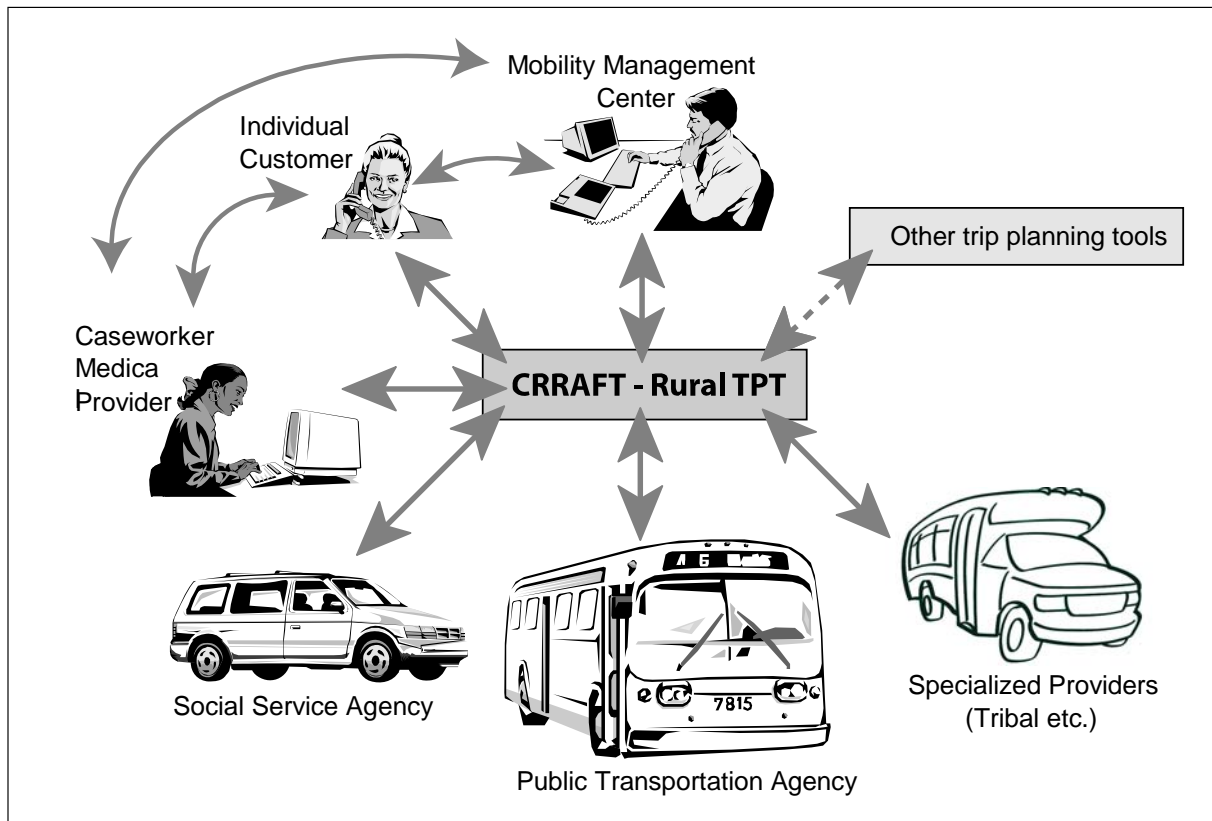 Mobility Management
Center
Individual
Customer
Other trip planning tools
Caseworker
Medica
Provider
CRRAFT - Rural TPT
Social Service Agency
7815
Public Transportation Agency
Specialized Providers
(Tribal etc.)